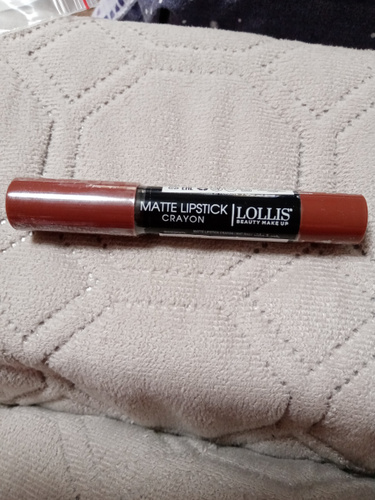 MATTE LIPSTICK
CRAYON
LOLLIS®
BEAUTY MAKE UP